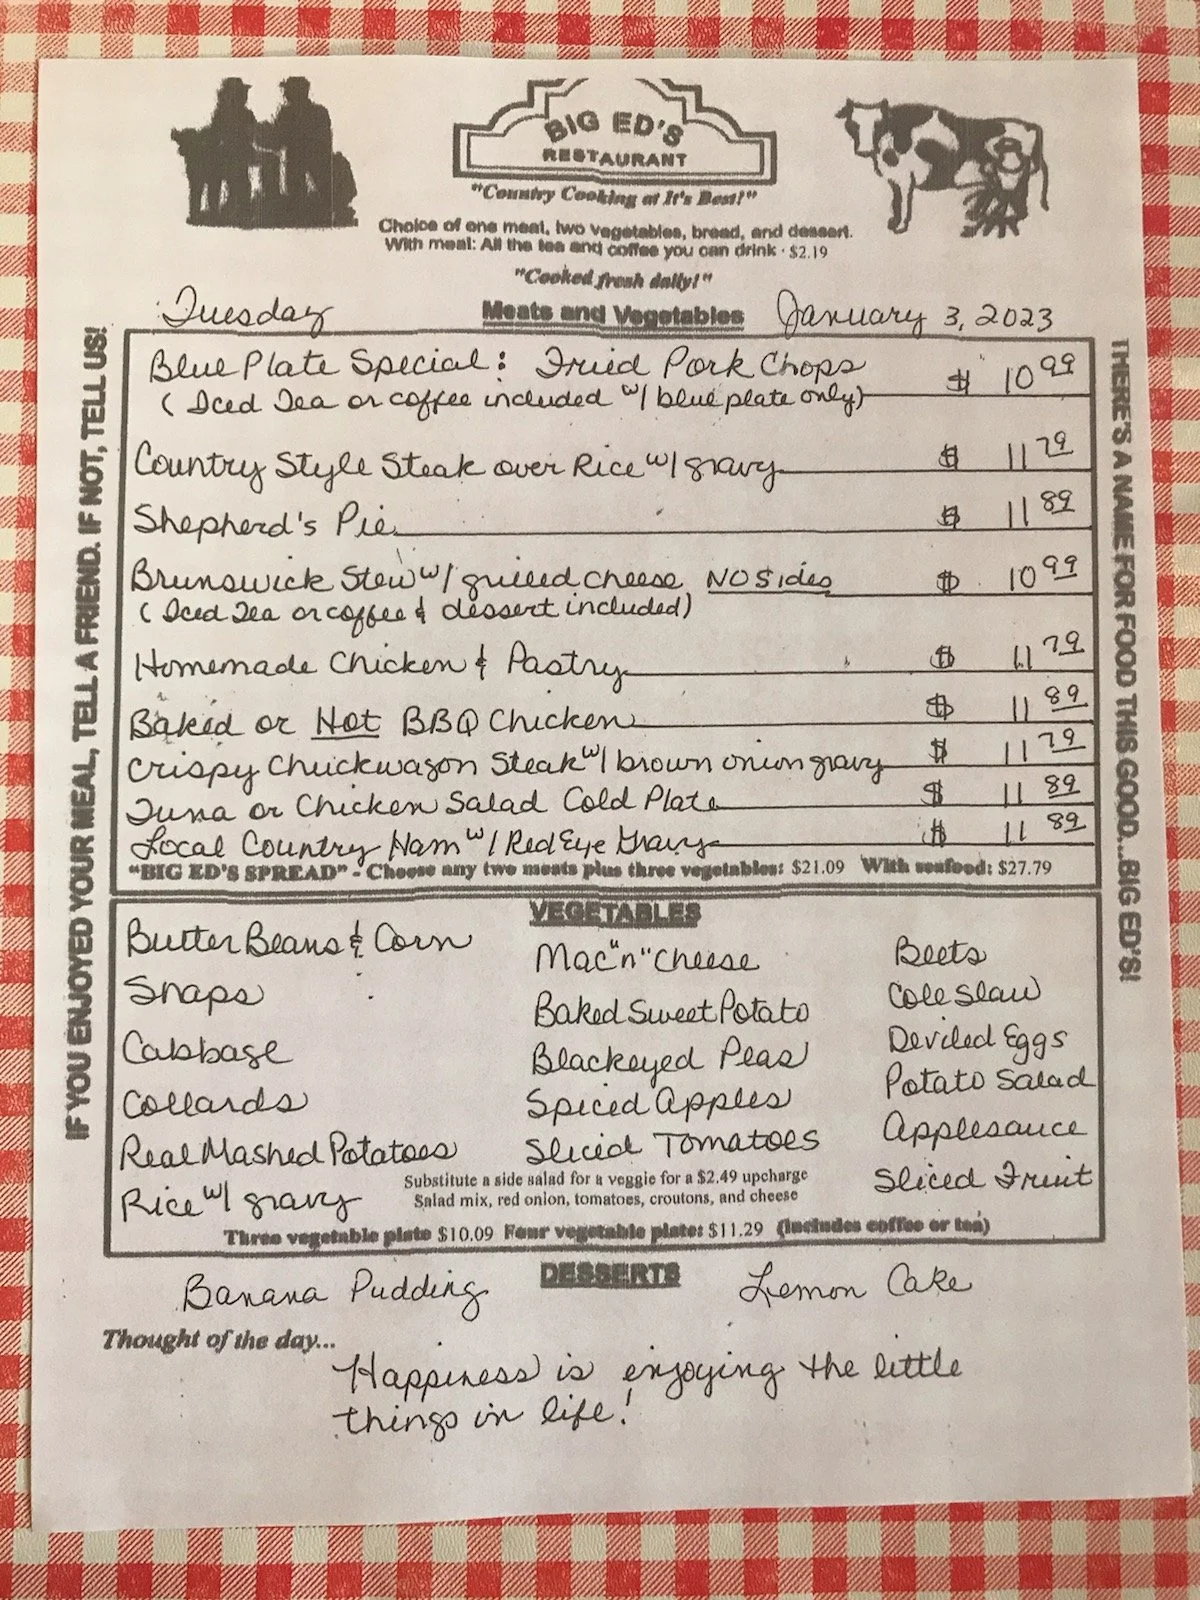 BIG ED'S
RESTAURANT
"Country Cooking at It's Best!"
Choice of one meat, two vegetables, bread, and dessert.
With meal: All the tea and coffee you can drink · $2.19
"Cooked fresh daily!"
Tuesday Meats and Vegetables January 3, 2023
IF YOU ENJOYED YOUR MEAL, TELL A FRIEND. IF NOT, TELL US!
Blue Plate Special: Fried Pork Chops $ 10 99
(Iced Tea or coffee included w/ blue plate only)
Country Style Steak over Rice w/ gravy $ 11 79
Shepherd's Pie $ 11 89
Brunswick Stew w/ grilled cheese NO Sides $ 10 99
(Iced Tea or coffee & dessert included)
Homemade Chicken & Pastry $ 11 79
Baked or Hot BBQ Chicken $ 11 89
Crispy Chuckwagon Steak w/ brown onion gravy $ 11 79
Tuna or Chicken Salad Cold Plate $ 11 89
Local Country Ham w/ Red Eye Gravy $ 11 89
"BIG ED'S SPREAD" - Choose any two meats plus three vegetables: $21.09 With seafood: $27.79
THERE'S A NAME FOR FOOD THIS GOOD...BIG ED'S!
VEGETABLES
Butter Beans & Corn
Snaps
Cabbage
Collards
Real Mashed Potatoes
Rice w/ gravy
Mac "n" Cheese
Baked Sweet Potato
Blackeyed Peas
Spiced Apples
Sliced Tomatoes
Beets
Cole Slaw
Deviled Eggs
Potato Salad
Applesauce
Sliced Fruit
Substitute a side salad for a veggie for a $2.49 upcharge
Salad mix, red onion, tomatoes, croutons, and cheese
Three vegetable plate $10.09 Four vegetable plate: $11.29 (includes coffee or tea)
DESSERTS
Banana Pudding Lemon Cake
Thought of the day...
Happiness is enjoying the little
things in life!